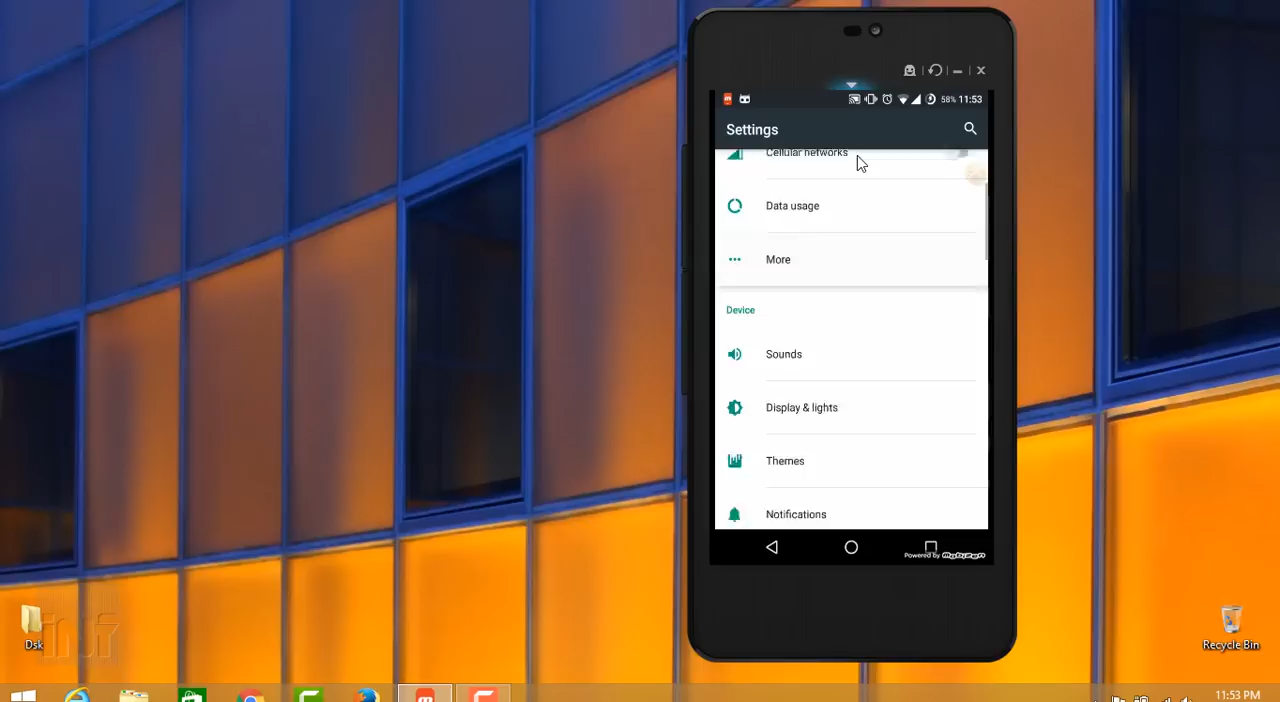 58% 11:53
Settings
Cellular networks
Data usage
More
Device
Sounds
Display & lights
Themes
Notifications
Powered by Mobizen
Dsk
Recycle Bin
11:53 PM